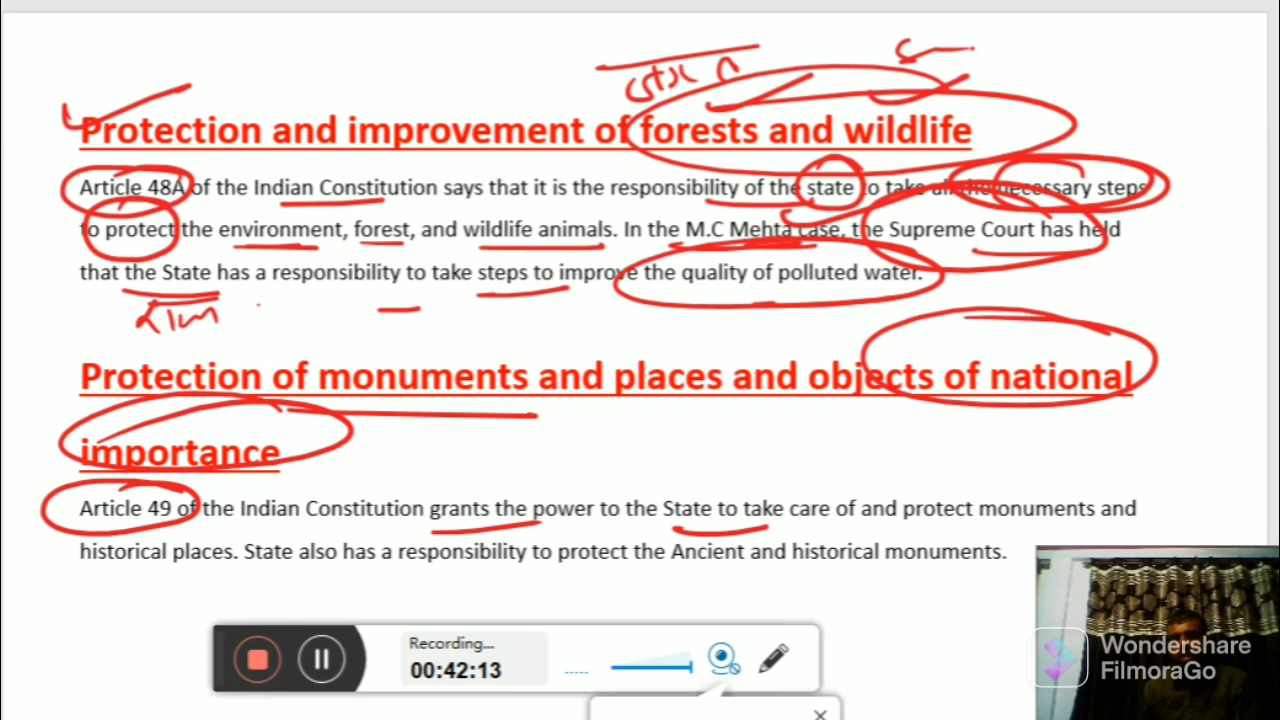 Protection and improvement of forests and wildlife
Article 48A of the Indian Constitution says that it is the responsibility of the state to take all the necessary steps
to protect the environment, forest, and wildlife animals. In the M.C Mehta case, the Supreme Court has held
that the State has a responsibility to take steps to improve the quality of polluted water.
Protection of monuments and places and objects of national
importance
Article 49 of the Indian Constitution grants the power to the State to take care of and protect monuments and
historical places. State also has a responsibility to protect the Ancient and historical monuments.
Recording...
00:42:13
Wondershare
FilmoraGo